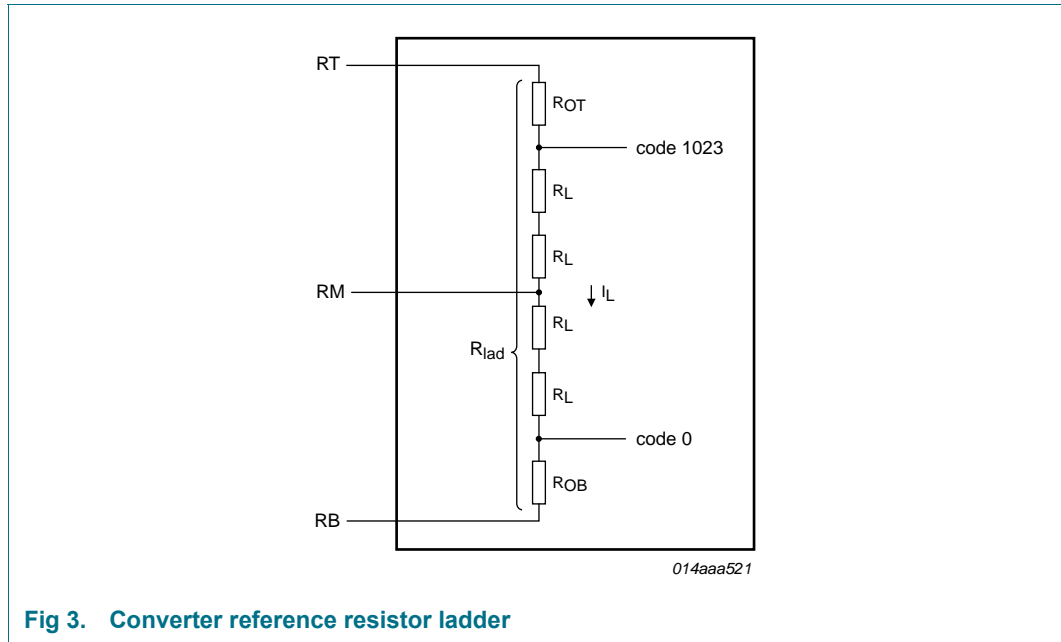 RT
ROT
code 1023
RL
RL
RM
IL
RL
Rlad
RL
code 0
ROB
RB
014aaa521
Fig 3. Converter reference resistor ladder